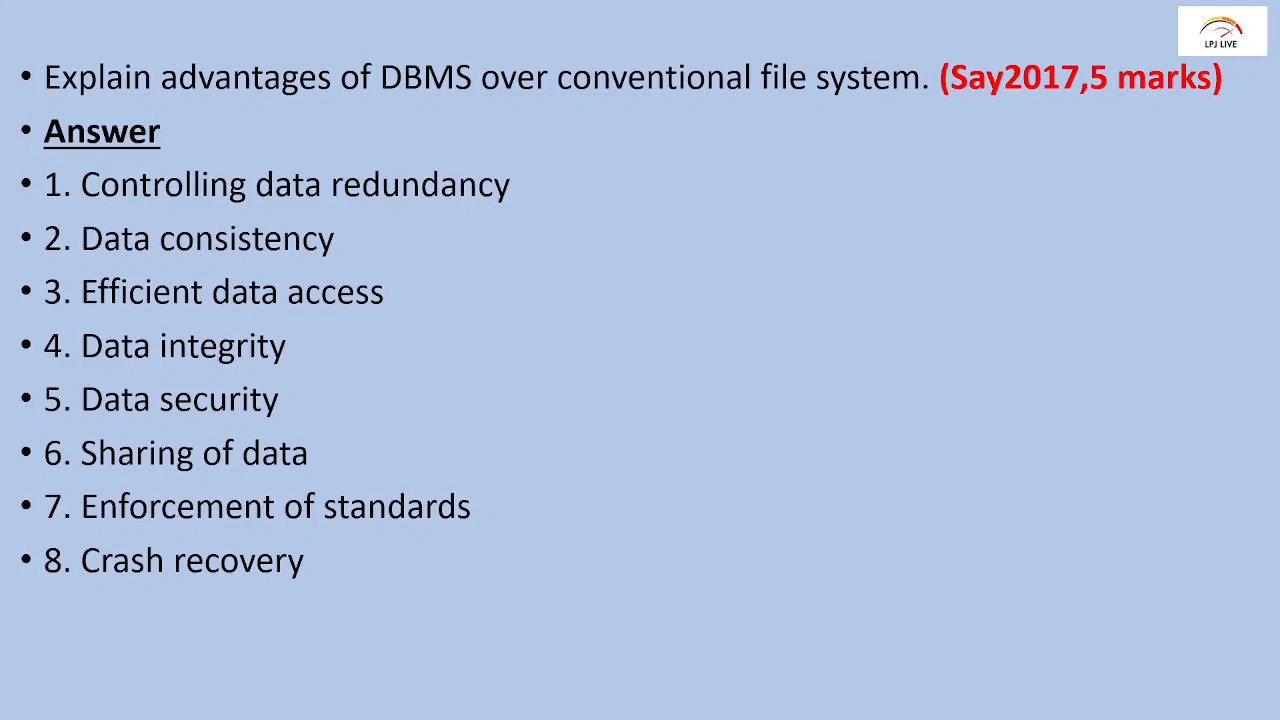 LPJ LIVE
• Explain advantages of DBMS over conventional file system. (Say2017,5 marks)
• Answer
• 1. Controlling data redundancy
• 2. Data consistency
• 3. Efficient data access
• 4. Data integrity
• 5. Data security
• 6. Sharing of data
• 7. Enforcement of standards
• 8. Crash recovery